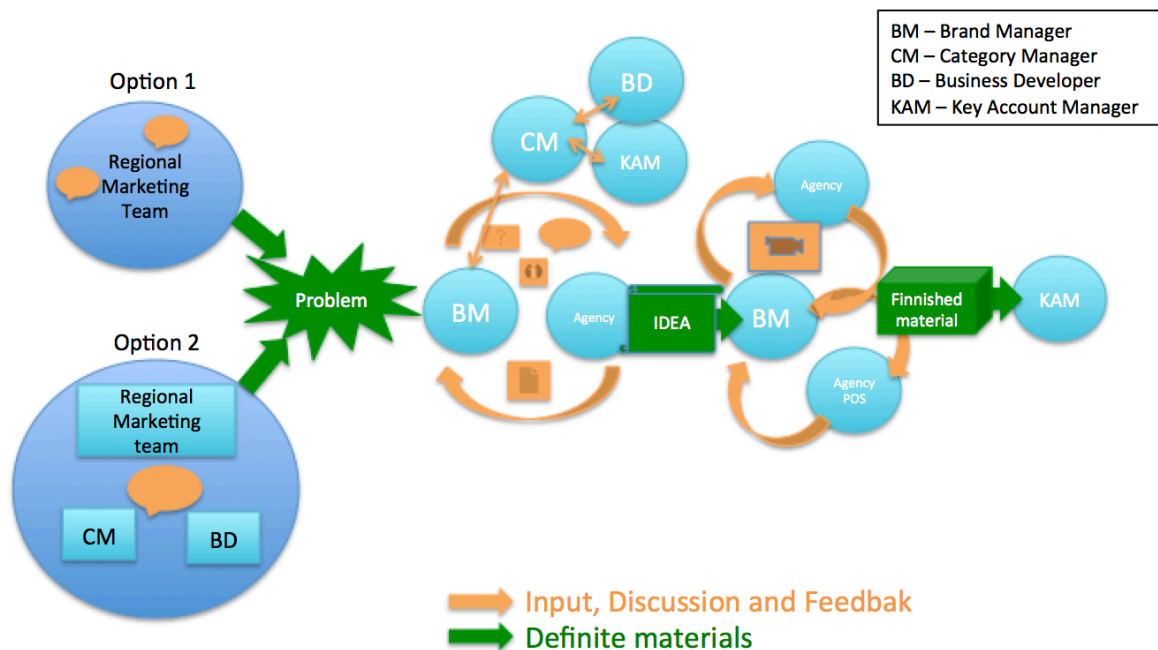 BM – Brand Manager
CM – Category Manager
BD – Business Developer
KAM – Key Account Manager
Option 1
Regional
Marketing
Team
Option 2
Regional
Marketing
team
CM
BD
Problem
BD
CM
KAM
?
BM
Agency
IDEA
BM
Agency
Agency
POS
Finnished
material
KAM
Input, Discussion and Feedbak
Definite materials